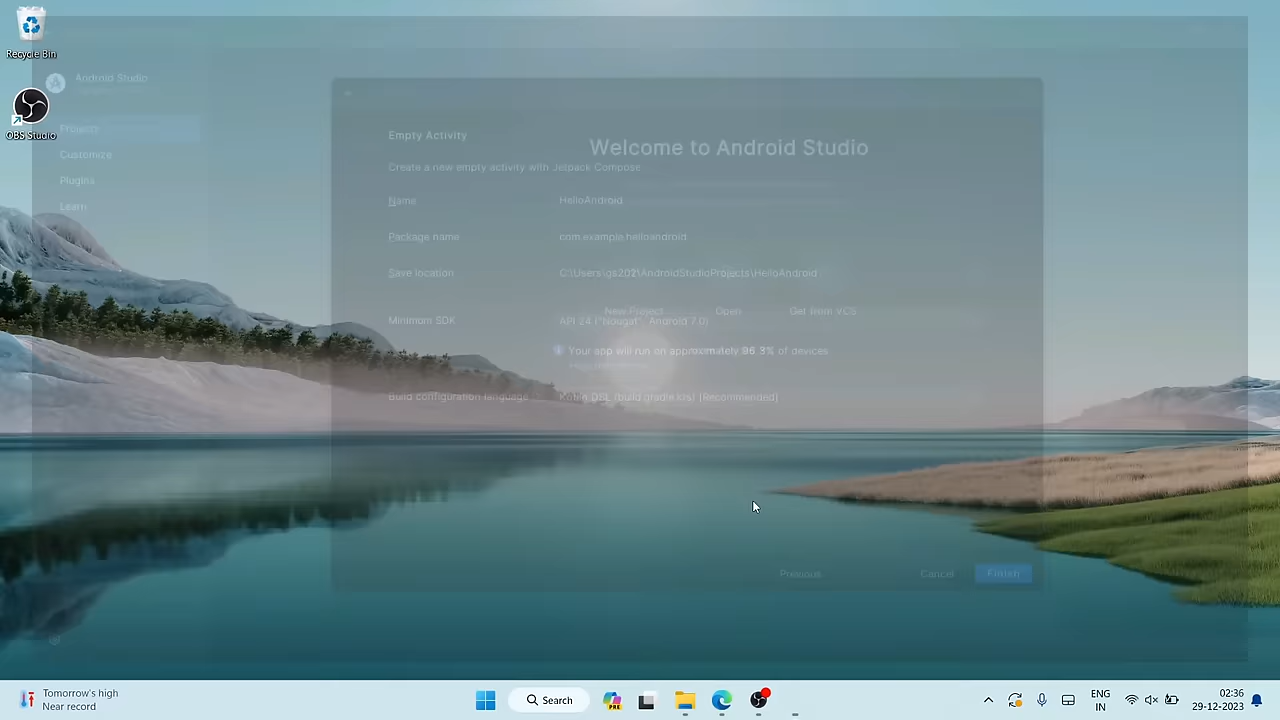 Recycle Bin
OBS Studio
Android Studio
Projects
Customize
Plugins
Learn
Empty Activity
Welcome to Android Studio
Create a new empty activity with Jetpack Compose
Name
HelloAndroid
Package name
com.example.helloandroid
Save location
C:\Users\gs202\AndroidStudioProjects\HelloAndroid
New Project
Open
Get from VCS
Minimum SDK
API 24 ("Nougat", Android 7.0)
Your app will run on approximately 96.3% of devices
Build configuration language
Kotlin DSL (build.gradle.kts) [Recommended]
Previous
Cancel
Finish
Tomorrow's high
Near record
Search
PRE
ENG
IN
02:36
29-12-2023